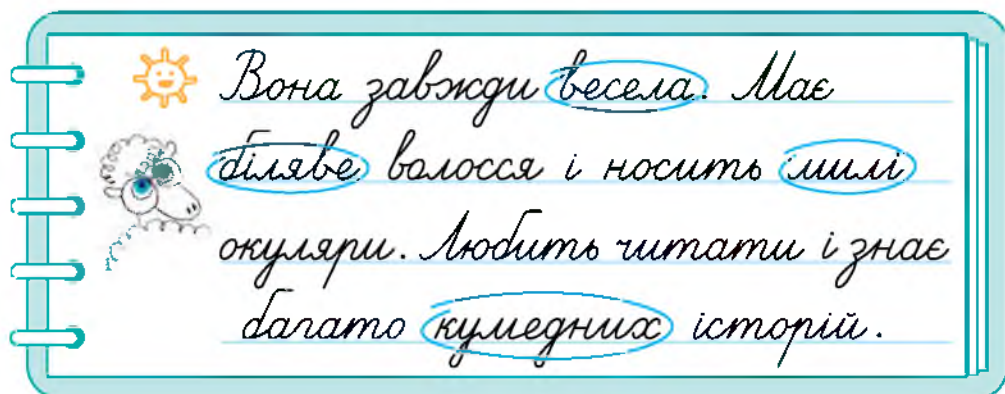 Вона завжди весела. Має
біляве волосся і носить милі
окуляри. Любить читати і знає
багато кумедних історій.